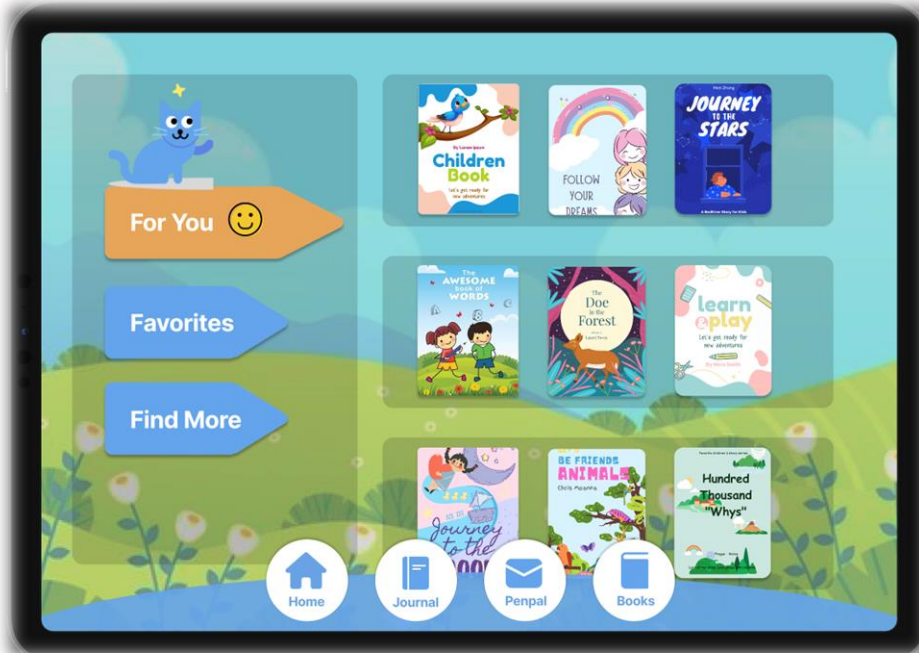 For You
Favorites
Find More
By Lorem Ipsum
Children
Book
Let's get ready for
new adventures
FOLLOW
YOUR
DREAMS
JOURNEY
TO THE
STARS
A Bedtime Story for Kids
The
AWESOME
book of
WORDS
The
Doe
in the
Forest
learn
&play
Let's get ready for
new adventures
Journey
to the
BE FRIENDS
ANIMALS
Hundred
Thousand
"Whys"
Home
Journal
Penpal
Books